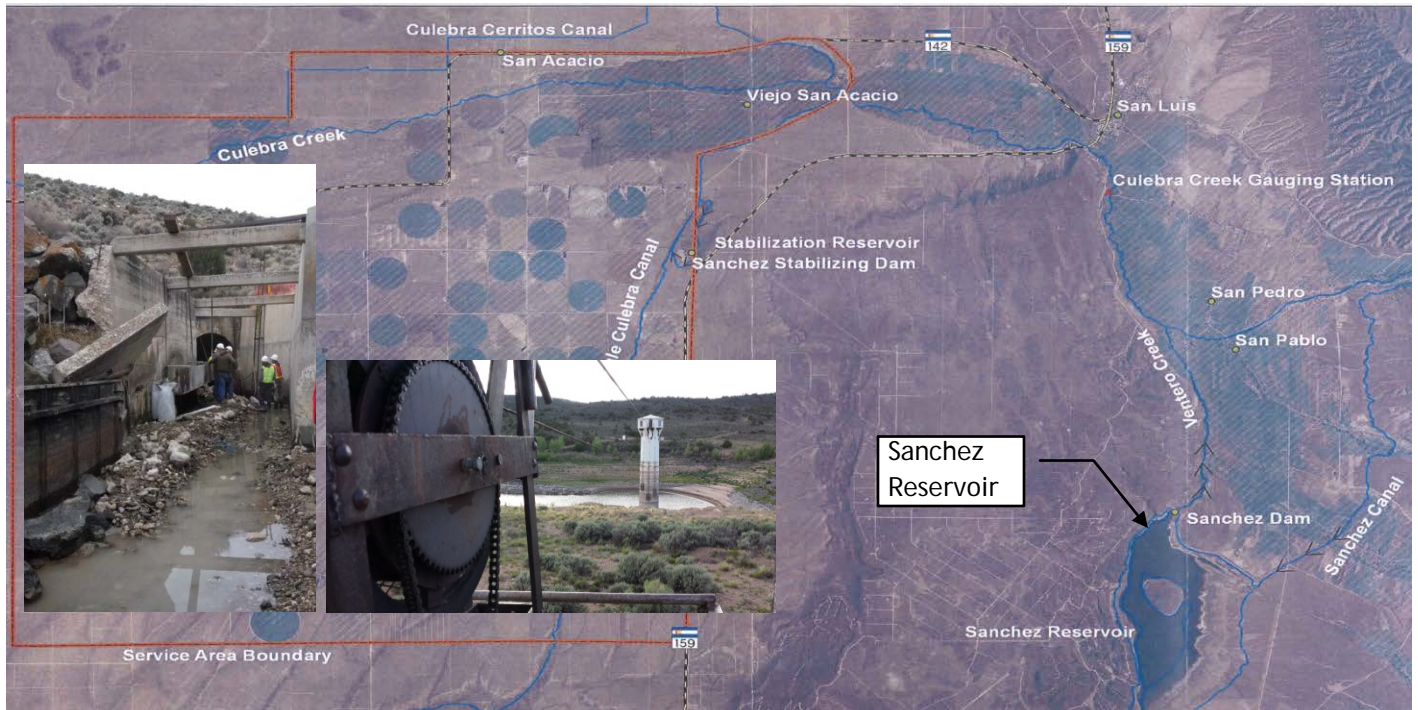 Culebra Cerritos Canal
San Acacio
142
159
Viejo San Acacio
San Luis
Culebra Creek
Culebra Creek Gauging Station
Stabilization Reservoir
Sanchez Stabilizing Dam
Culebra Canal
San Pedro
San Pablo
Ventero Creek
Sanchez
Reservoir
Sanchez Dam
Sanchez Canal
Sanchez Reservoir
159
Service Area Boundary